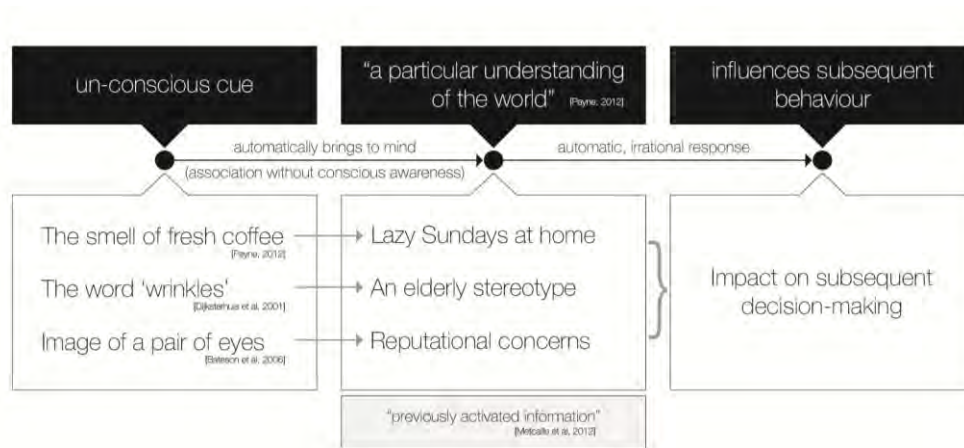 un-conscious cue
"a particular understanding
of the world" [Payne, 2012]
influences subsequent
behaviour
automatically brings to mind
(association without conscious awareness)
automatic, irrational response
The smell of fresh coffee
[Payne, 2012]
Lazy Sundays at home
The word 'wrinkles'
[Dijksterhuis et al. 2001]
An elderly stereotype
Image of a pair of eyes
[Bateson et al. 2006]
Reputational concerns
Impact on subsequent
decision-making
"previously activated information"
[Metcalfe et al. 2012]